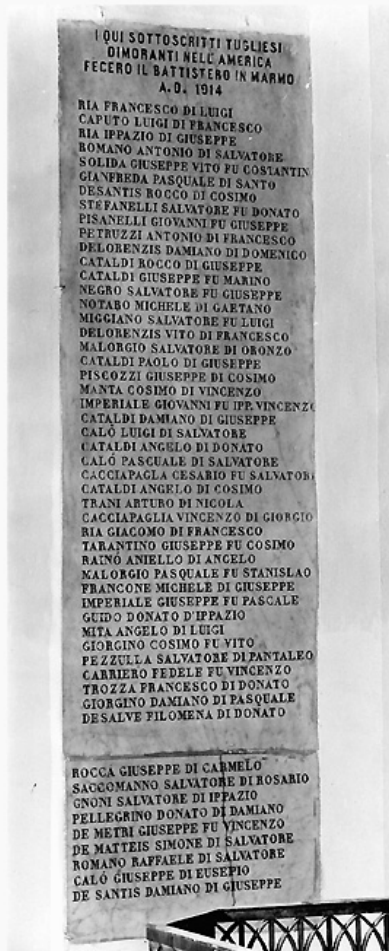 I QUI SOTTOSCRITTI TUGLIESI
DIMORANTI NELL'AMERICA
FECERO IL BATTISTERO IN MARMO
A.D. 1914
RIA FRANCESCO DI LUIGI
CAPUTO LUIGI DI FRANCESCO
RIA IPPAZIO DI GIUSEPPE
ROMANO ANTONIO DI SALVATORE
SOLIDA GIUSEPPE VITO FU COSTANTIN
GIANFREDA PASQUALE DI SANTO
DESANTIS ROCCO DI COSIMO
STEFANELLI SALVATORE FU DONATO
PISANELLI GIOVANNI FU GIUSEPPE
PETRUZZI ANTONIO DI FRANCESCO
DELORENZIS DAMIANO DI DOMENICO
CATALDI ROCCO DI GIUSEPPE
CATALDI GIUSEPPE FU MARINO
NEGRO SALVATORE FU GIUSEPPE
NOTARO MICHELE DI GAETANO
MIGGIANO SALVATORE FU LUIGI
DELORENZIS VITO DI FRANCESCO
MALORGIO SALVATORE DI ORONZO
CATALDI PAOLO DI GIUSEPPE
PISCOZZI GIUSEPPE DI COSIMO
MANTA COSIMO DI VINCENZO
IMPERIALE GIOVANNI FU IPP. VINCENZO
CATALDI DAMIANO DI GIUSEPPE
CALÓ LUIGI DI SALVATORE
CATALDI ANGELO DI DONATO
CALÓ PASCUALE DI SALVATORE
CACCIAPAGLA CESARIO FU SALVATOR
CATALDI ANGELO DI COSIMO
TRANI ARTURO DI NICOLA
CACCIAPAGLIA VINCENZO DI GIORGIO
RIA GIACOMO DI FRANCESCO
TARANTINO GIUSEPPE FU COSIMO
RAINÓ ANIELLO DI ANGELO
MALORGIO PASQUALE FU STANISLAO
FRANCONE MICHELE DI GIUSEPPE
IMPERIALE GIUSEPPE FU PASCALE
GUIDO DONATO D'IPPAZIO
MITA ANGELO DI LUIGI
GIORGINO COSIMO FU VITO
PEZZULLA SALVATORE DI PANTALEO
CARRIERO FEDELE FU VINCENZO
TROZZA FRANCESCO DI DONATO
GIORGINO DAMIANO DI PASQUALE
DESALVE FILOMENA DI DONATO
ROCCA GIUSEPPE DI CARMELO
SACCOMANNO SALVATORE DI ROSARIO
GNONI SALVATORE DI IPPAZIO
PELLEGRINO DONATO DI DAMIANO
DE METRI GIUSEPPE FU VINCENZO
DE MATTEIS SIMONE DI SALVATORE
ROMANO RAFFAELE DI SALVATORE
CALÓ GIUSEPPE DI EUSEPIO
DE SANTIS DAMIANO DI GIUSEPPE